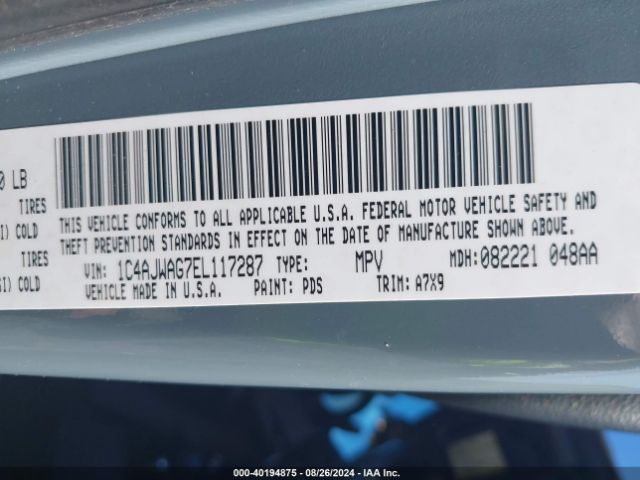 0 LB
TIRES
I) COLD
TIRES
SI) COLD
THIS VEHICLE CONFORMS TO ALL APPLICABLE U.S.A. FEDERAL MOTOR VEHICLE SAFETY AND
THEFT PREVENTION STANDARDS IN EFFECT ON THE DATE OF MANUFACTURE SHOWN ABOVE.
VIN: 1C4AJWAG7EL117287 TYPE: MPV MDH: 082221 048AA
VEHICLE MADE IN U.S.A. PAINT: PDS TRIM: A7X9
000-40194875 - 08/26/2024 - IAA Inc.